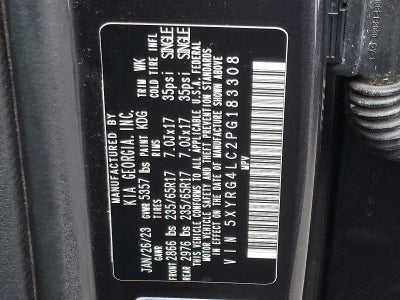 MANUFACTURED BY
KIA GEORGIA, INC.
JAN/26/23 GVWR 5357 lbs PAINT KDG TRIM WK
GAWR TIRES RIMS COLD TIRE INFL
FRONT 2866 lbs 235/65R17 7.0Jx17 35psi SINGLE
REAR 2976 lbs 235/65R17 7.0Jx17 35psi SINGLE
THIS VEHICLE CONFORMS TO ALL APPLICABLE U.S.A. FEDERAL
MOTOR VEHICLE SAFETY AND THEFT PREVENTION STANDARDS
IN EFFECT ON THE DATE OF MANUFACTURE SHOWN ABOVE
VIN 5XYRG4LC2PG183308
MPV